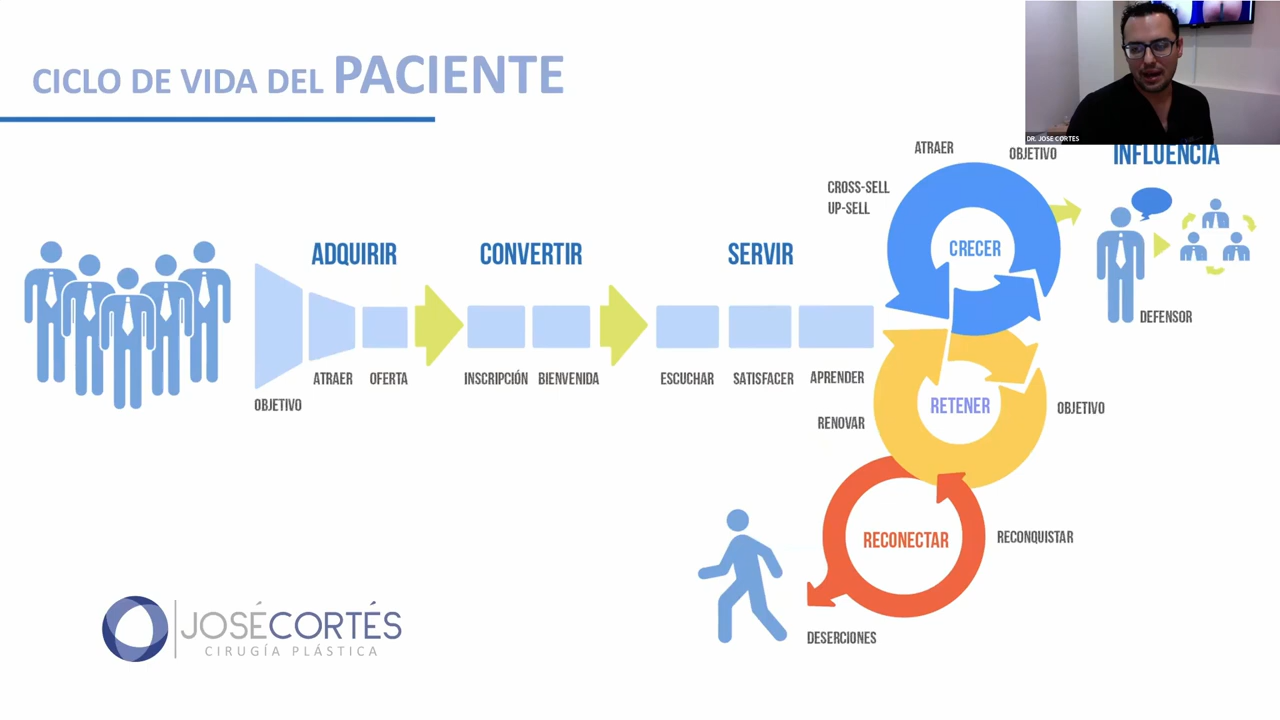 CICLO DE VIDA DEL PACIENTE
DR. JOSE CORTES
ATRAER
OBJETIVO
INFLUENCIA
CROSS-SELL
UP-SELL
CRECER
ADQUIRIR
CONVERTIR
SERVIR
DEFENSOR
ATRAER
OFERTA
INSCRIPCIÓN
BIENVENIDA
ESCUCHAR
SATISFACER
APRENDER
OBJETIVO
RETENER
OBJETIVO
RENOVAR
RECONECTAR
RECONQUISTAR
DESERCIONES
JOSÉCORTÉS
CIRUGÍA PLÁSTICA